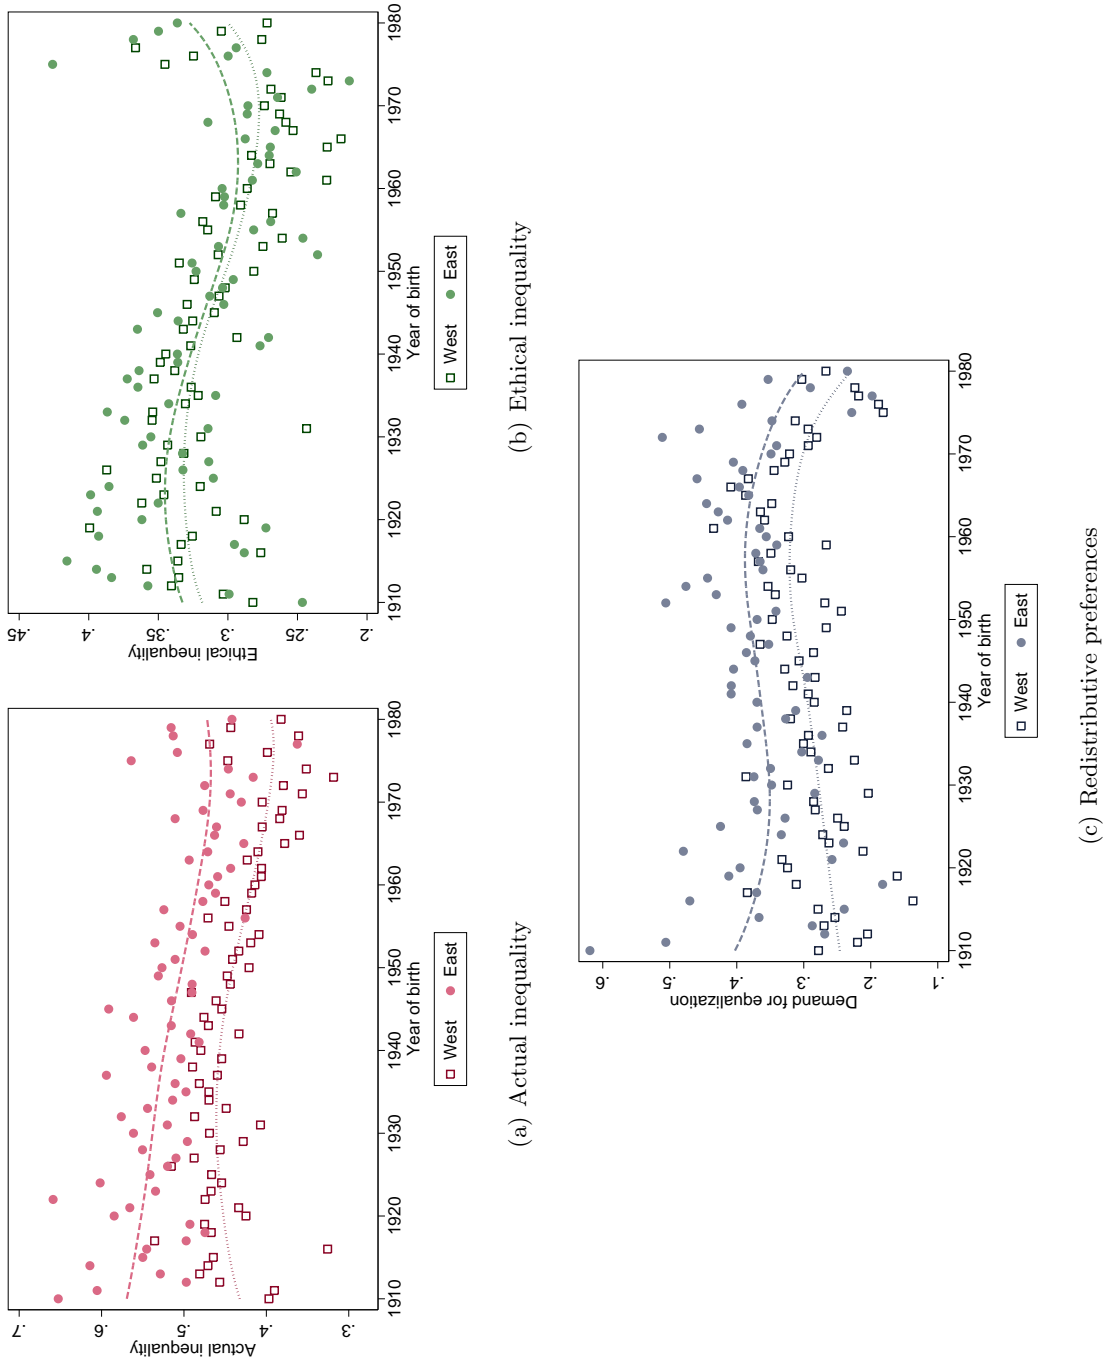 .7
.6
.5
.4
.3
Actual inequality
1910 1920 1930 1940 1950 1960 1970 1980
Year of birth
West East
(a) Actual inequality
.45
.4
.35
.3
.25
.2
Ethical inequality
1910 1920 1930 1940 1950 1960 1970 1980
Year of birth
West East
(b) Ethical inequality
.6
.5
.4
.3
.2
.1
Demand for equalization
1910 1920 1930 1940 1950 1960 1970 1980
Year of birth
West East
(c) Redistributive preferences